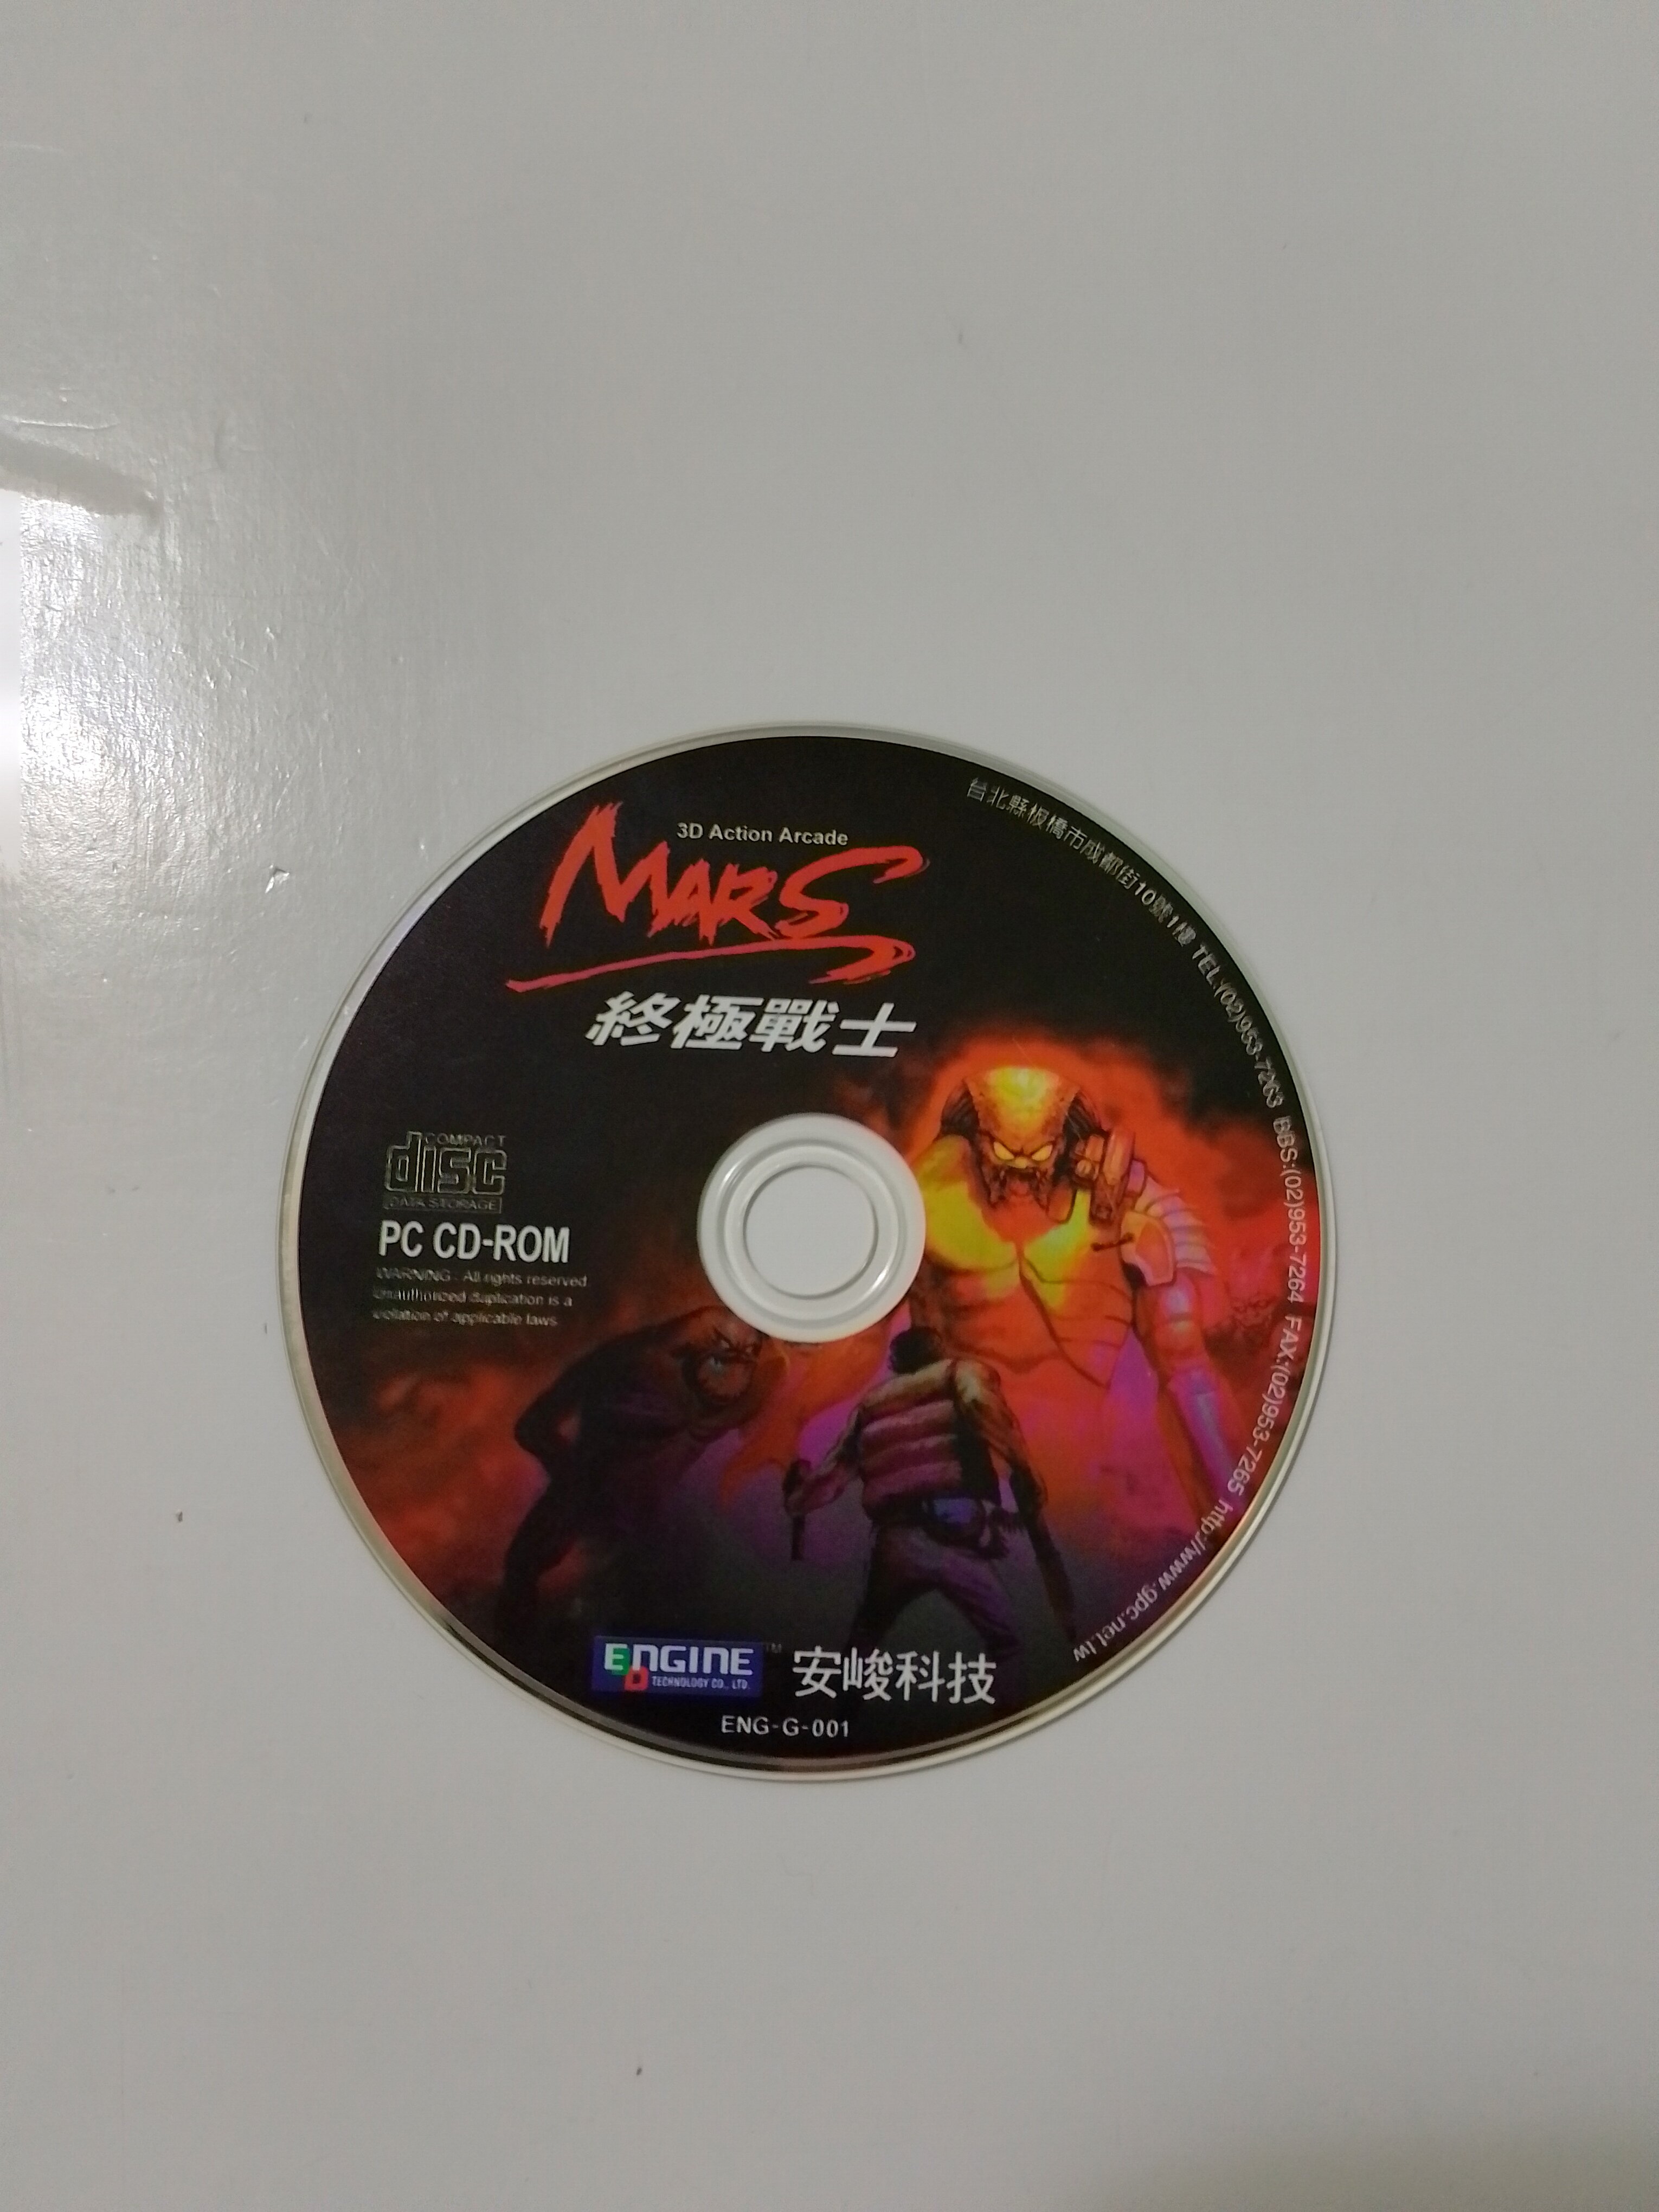 3D Action Arcade
MARS
終極戰士
COMPACT
disc
DATA STORAGE
PC CD-ROM
WARNING : All rights reserved
Unauthorized duplication is a
violation of applicable laws
ENGINE TM
TECHNOLOGY CO., LTD.
安峻科技
ENG-G-001
台北縣板橋市成都街10號1樓 TEL:(02)953-7263 BBS:(02)953-7264 FAX:(02)953-7265 http://www.gpc.net.tw